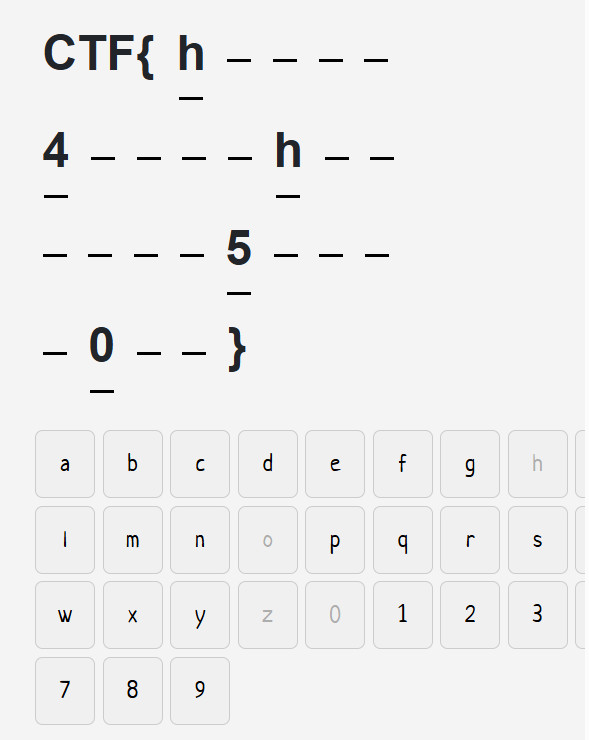 CTF{ h _ _ _ _
4 _ _ _ _ h _ _
_ _ _ _ 5 _ _ _
_ 0 _ _ }
a b c d e f g h
l m n o p q r s
w x y z 0 1 2 3
7 8 9